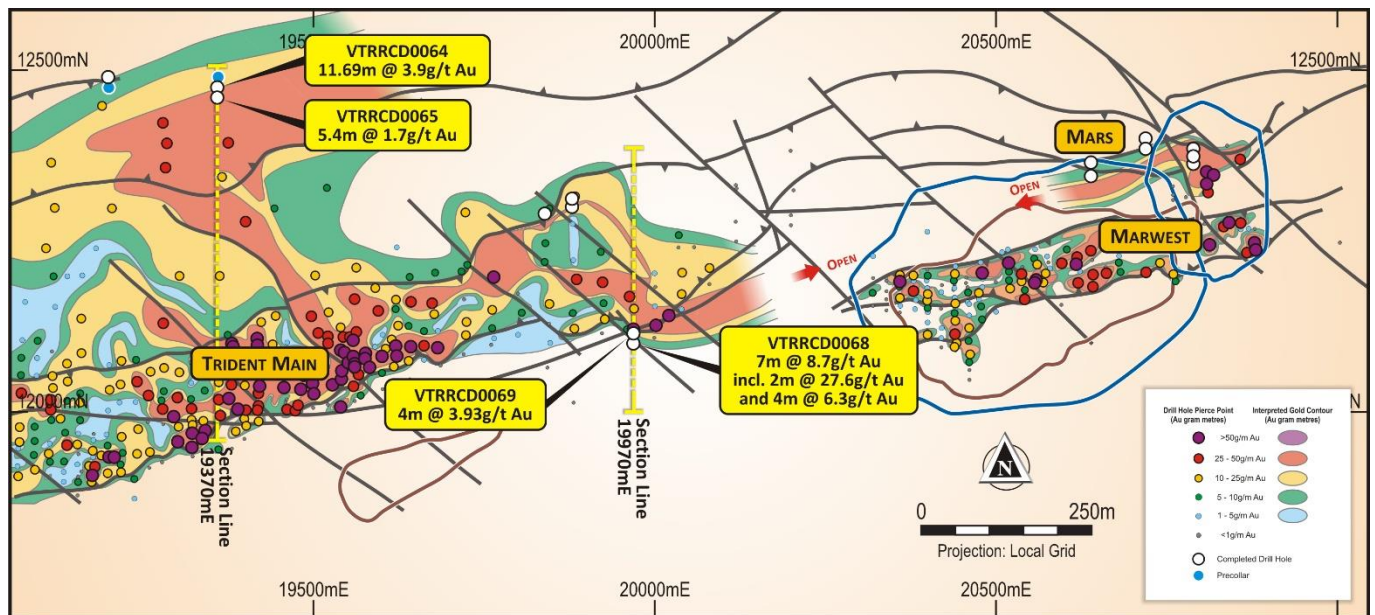 195
20000mE
20500mE
12500mN
12500mN
VTRRCD0064
11.69m @ 3.9g/t Au
VTRRCD0065
5.4m @ 1.7g/t Au
MARS
OPEN
MARWEST
OPEN
TRIDENT MAIN
VTRRCD0068
7m @ 8.7g/t Au
incl. 2m @ 27.6g/t Au
and 4m @ 6.3g/t Au
VTRRCD0069
4m @ 3.93g/t Au
12000mN
N
Section Line
19370mE
Section Line
19970mE
N
0
250m
Projection: Local Grid
Drill Hole Pierce Point
(Au gram metres)
Interpreted Gold Contour
(Au gram metres)
>50g/m Au
25 - 50g/m Au
10 - 25g/m Au
5 - 10g/m Au
1 - 5g/m Au
<1g/m Au
Completed Drill Hole
Precollar
19500mE
20000mE
20500mE